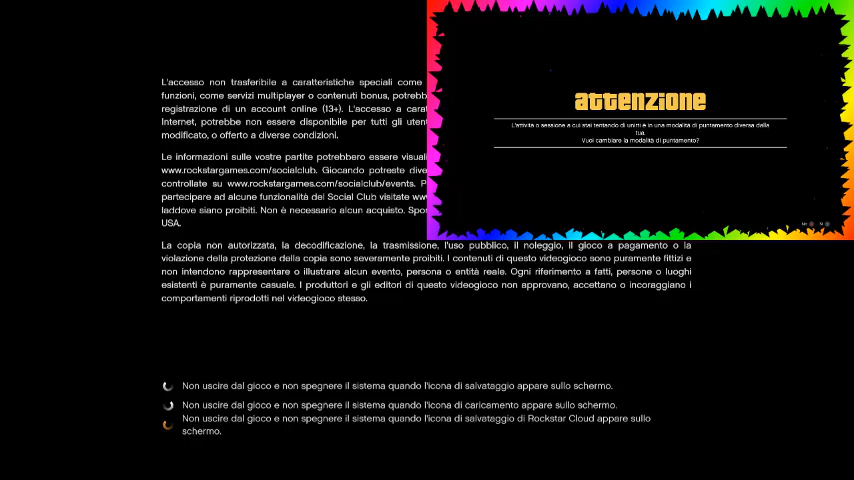 L'accesso non trasferibile a caratteristiche speciali come
funzioni, come servizi multiplayer o contenuti bonus,
registrazione di un account online (13+). L'accesso a
Internet, potrebbe non essere disponibile per tutti gli
modificato, o offerto a diverse condizioni.
Le informazioni sulle vostre partite potrebbero essere
www.rockstargames.com/socialclub. Giocando potreste
controllate su www.rockstargames.com/socialclub/events.
partecipare ad alcune funzionalità del Social Club visitate
laddove siano proibiti. Non è necessario alcun acquisto.
USA.
La copia non autorizzata, la decodificazione, la trasmissione, l'uso pubblico, il noleggio, il gioco a pagamento o la
violazione della protezione della copia sono severamente proibiti. I contenuti di questo videogioco sono puramente fittizi e
non intendono rappresentare o illustrare alcun evento, persona o entità reale. Ogni riferimento a fatti, persone o luoghi
esistenti è puramente casuale. I produttori e gli editori di questo videogioco non approvano, accettano o incoraggiano i
comportamenti riprodotti nel videogioco stesso.
attenzione
L'attività o sessione a cui stai tentando di unirti è in una modalità di puntamento diversa dalla
tua.
Vuoi cambiare la modalità di puntamento?
Non uscire dal gioco e non spegnere il sistema quando l'icona di salvataggio appare sullo schermo.
Non uscire dal gioco e non spegnere il sistema quando l'icona di caricamento appare sullo schermo.
Non uscire dal gioco e non spegnere il sistema quando l'icona di salvataggio di Rockstar Cloud appare sullo
schermo.